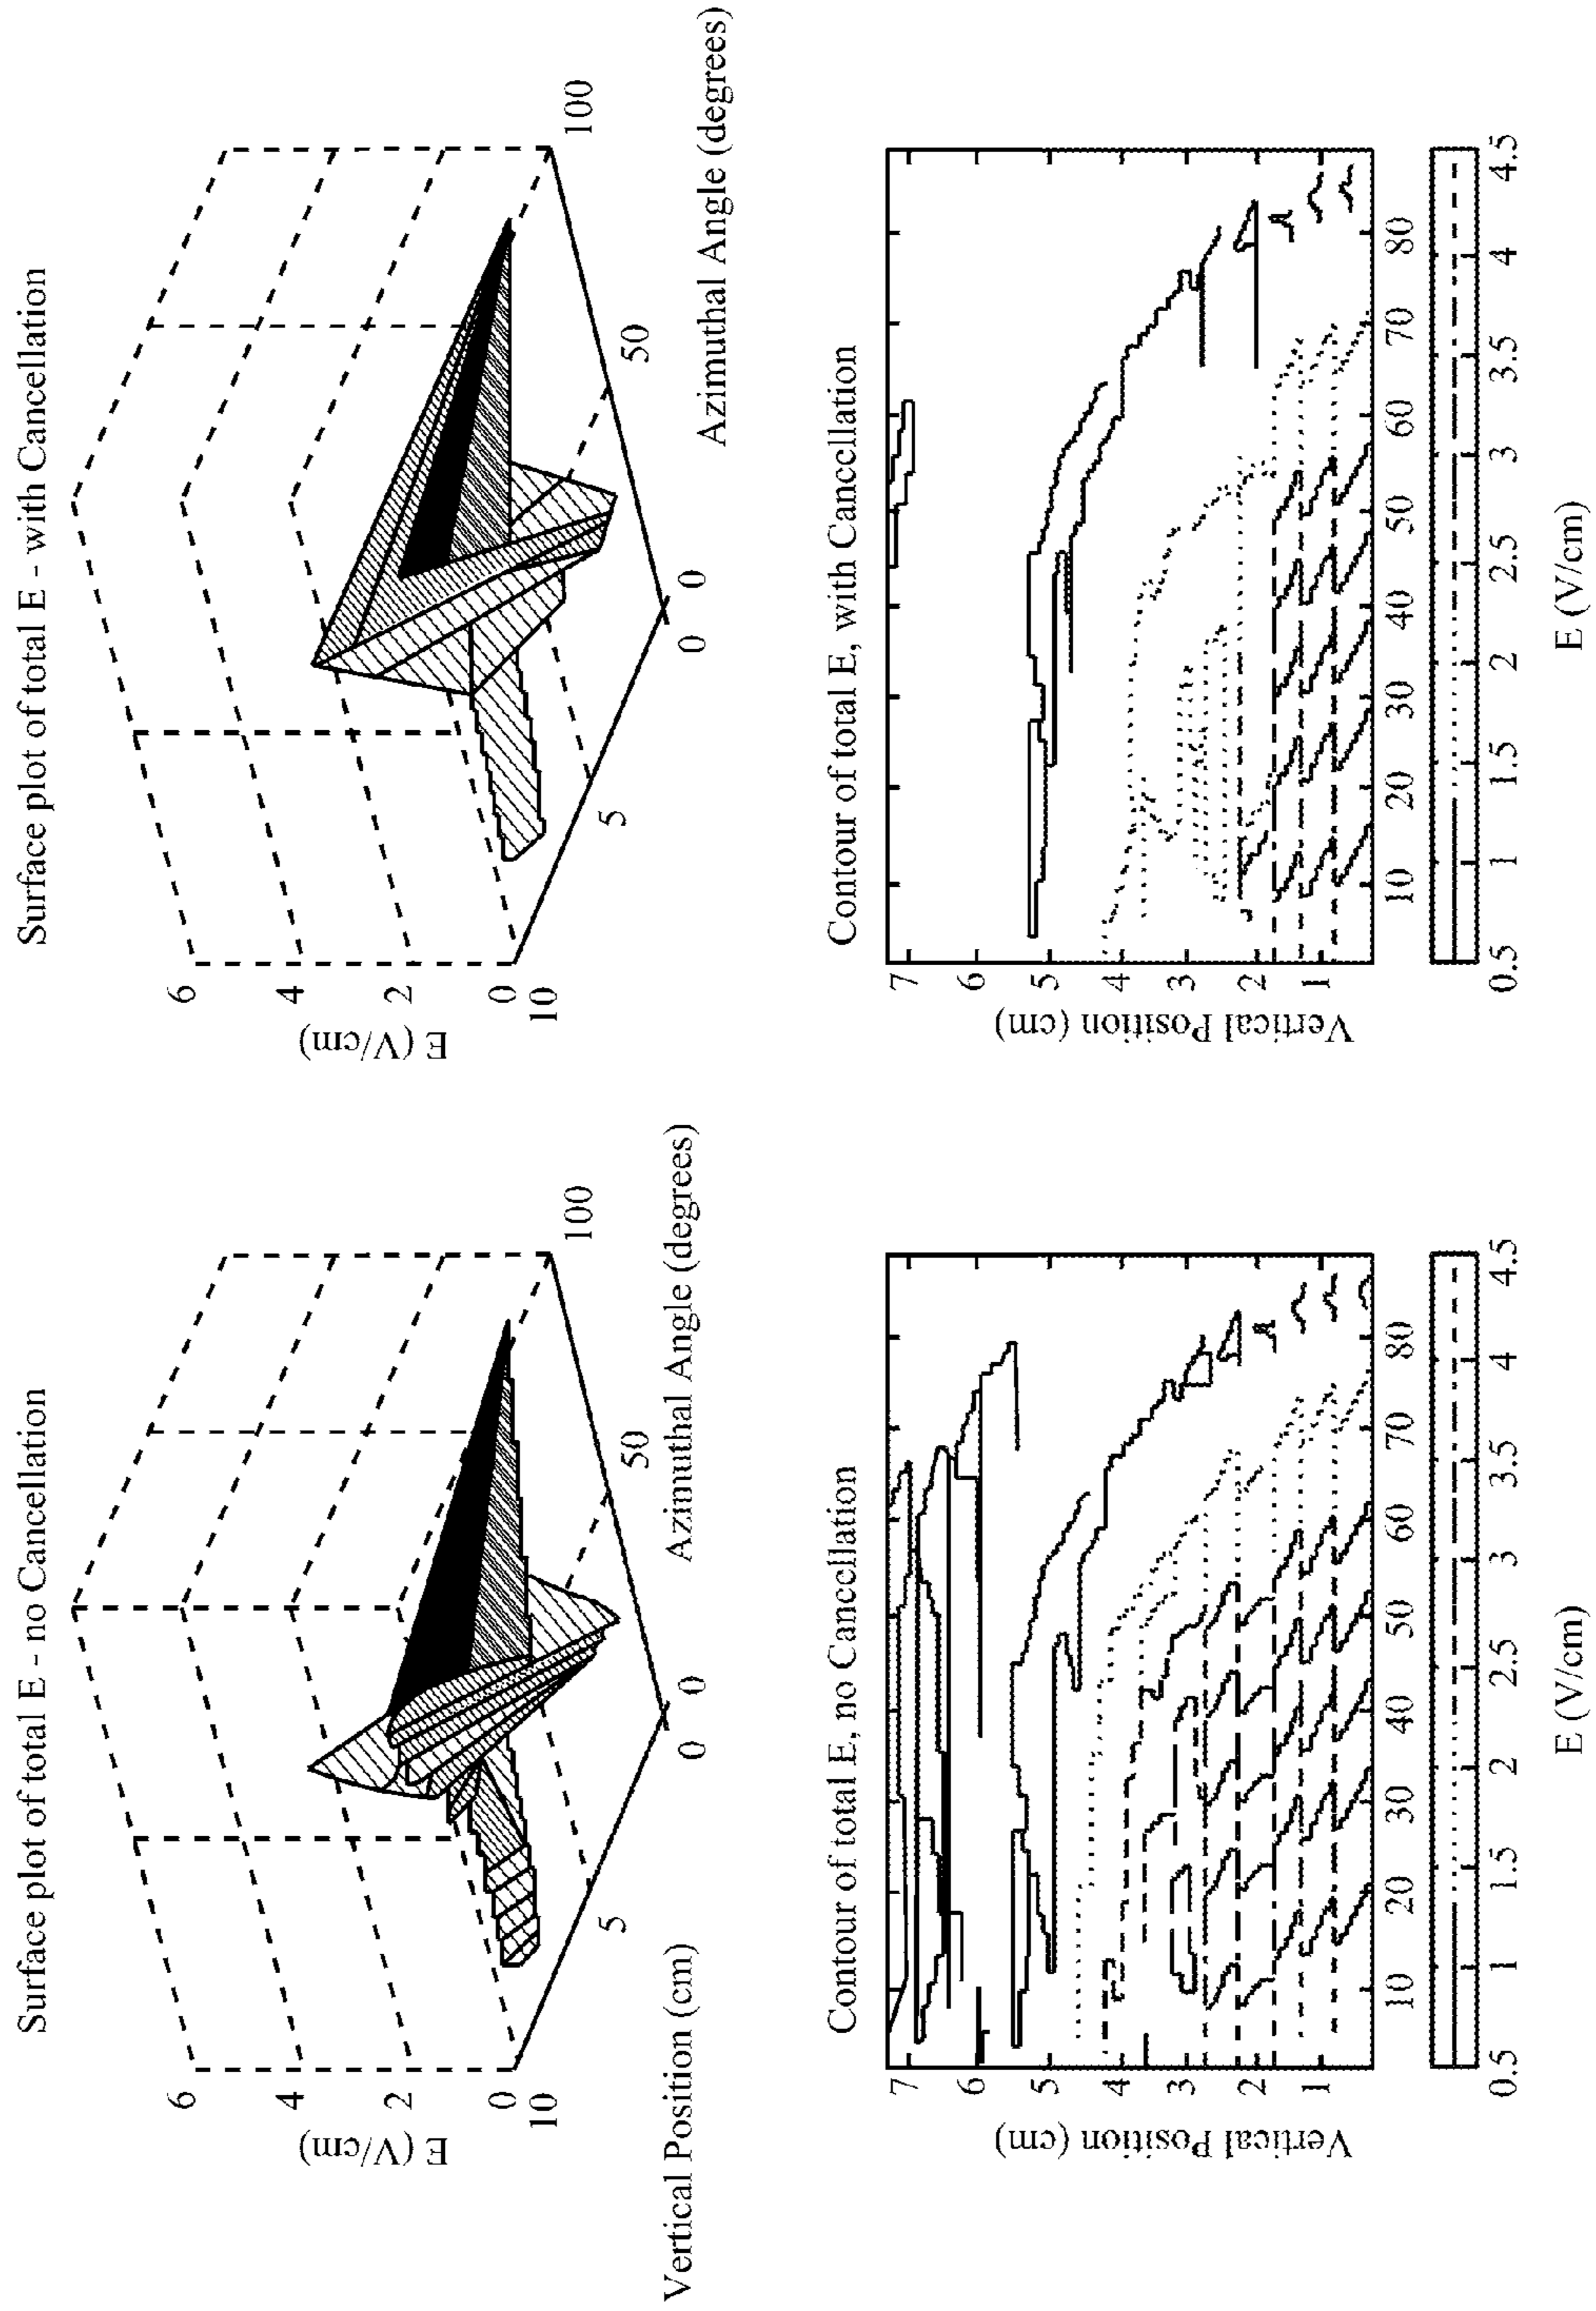 Surface plot of total E - no Cancellation
6
4
2
0
E (V/cm)
10
5
0
Vertical Position (cm)
0
50
100
Azimuthal Angle (degrees)
Surface plot of total E - with Cancellation
6
4
2
0
E (V/cm)
10
5
0
0
50
100
Azimuthal Angle (degrees)
Contour of total E, no Cancellation
7
6
5
4
3
2
1
Vertical Position (cm)
10 20 30 40 50 60 70 80
0.5 1 1.5 2 2.5 3 3.5 4 4.5
E (V/cm)
Contour of total E, with Cancellation
7
6
5
4
3
2
1
Vertical Position (cm)
10 20 30 40 50 60 70 80
0.5 1 1.5 2 2.5 3 3.5 4 4.5
E (V/cm)